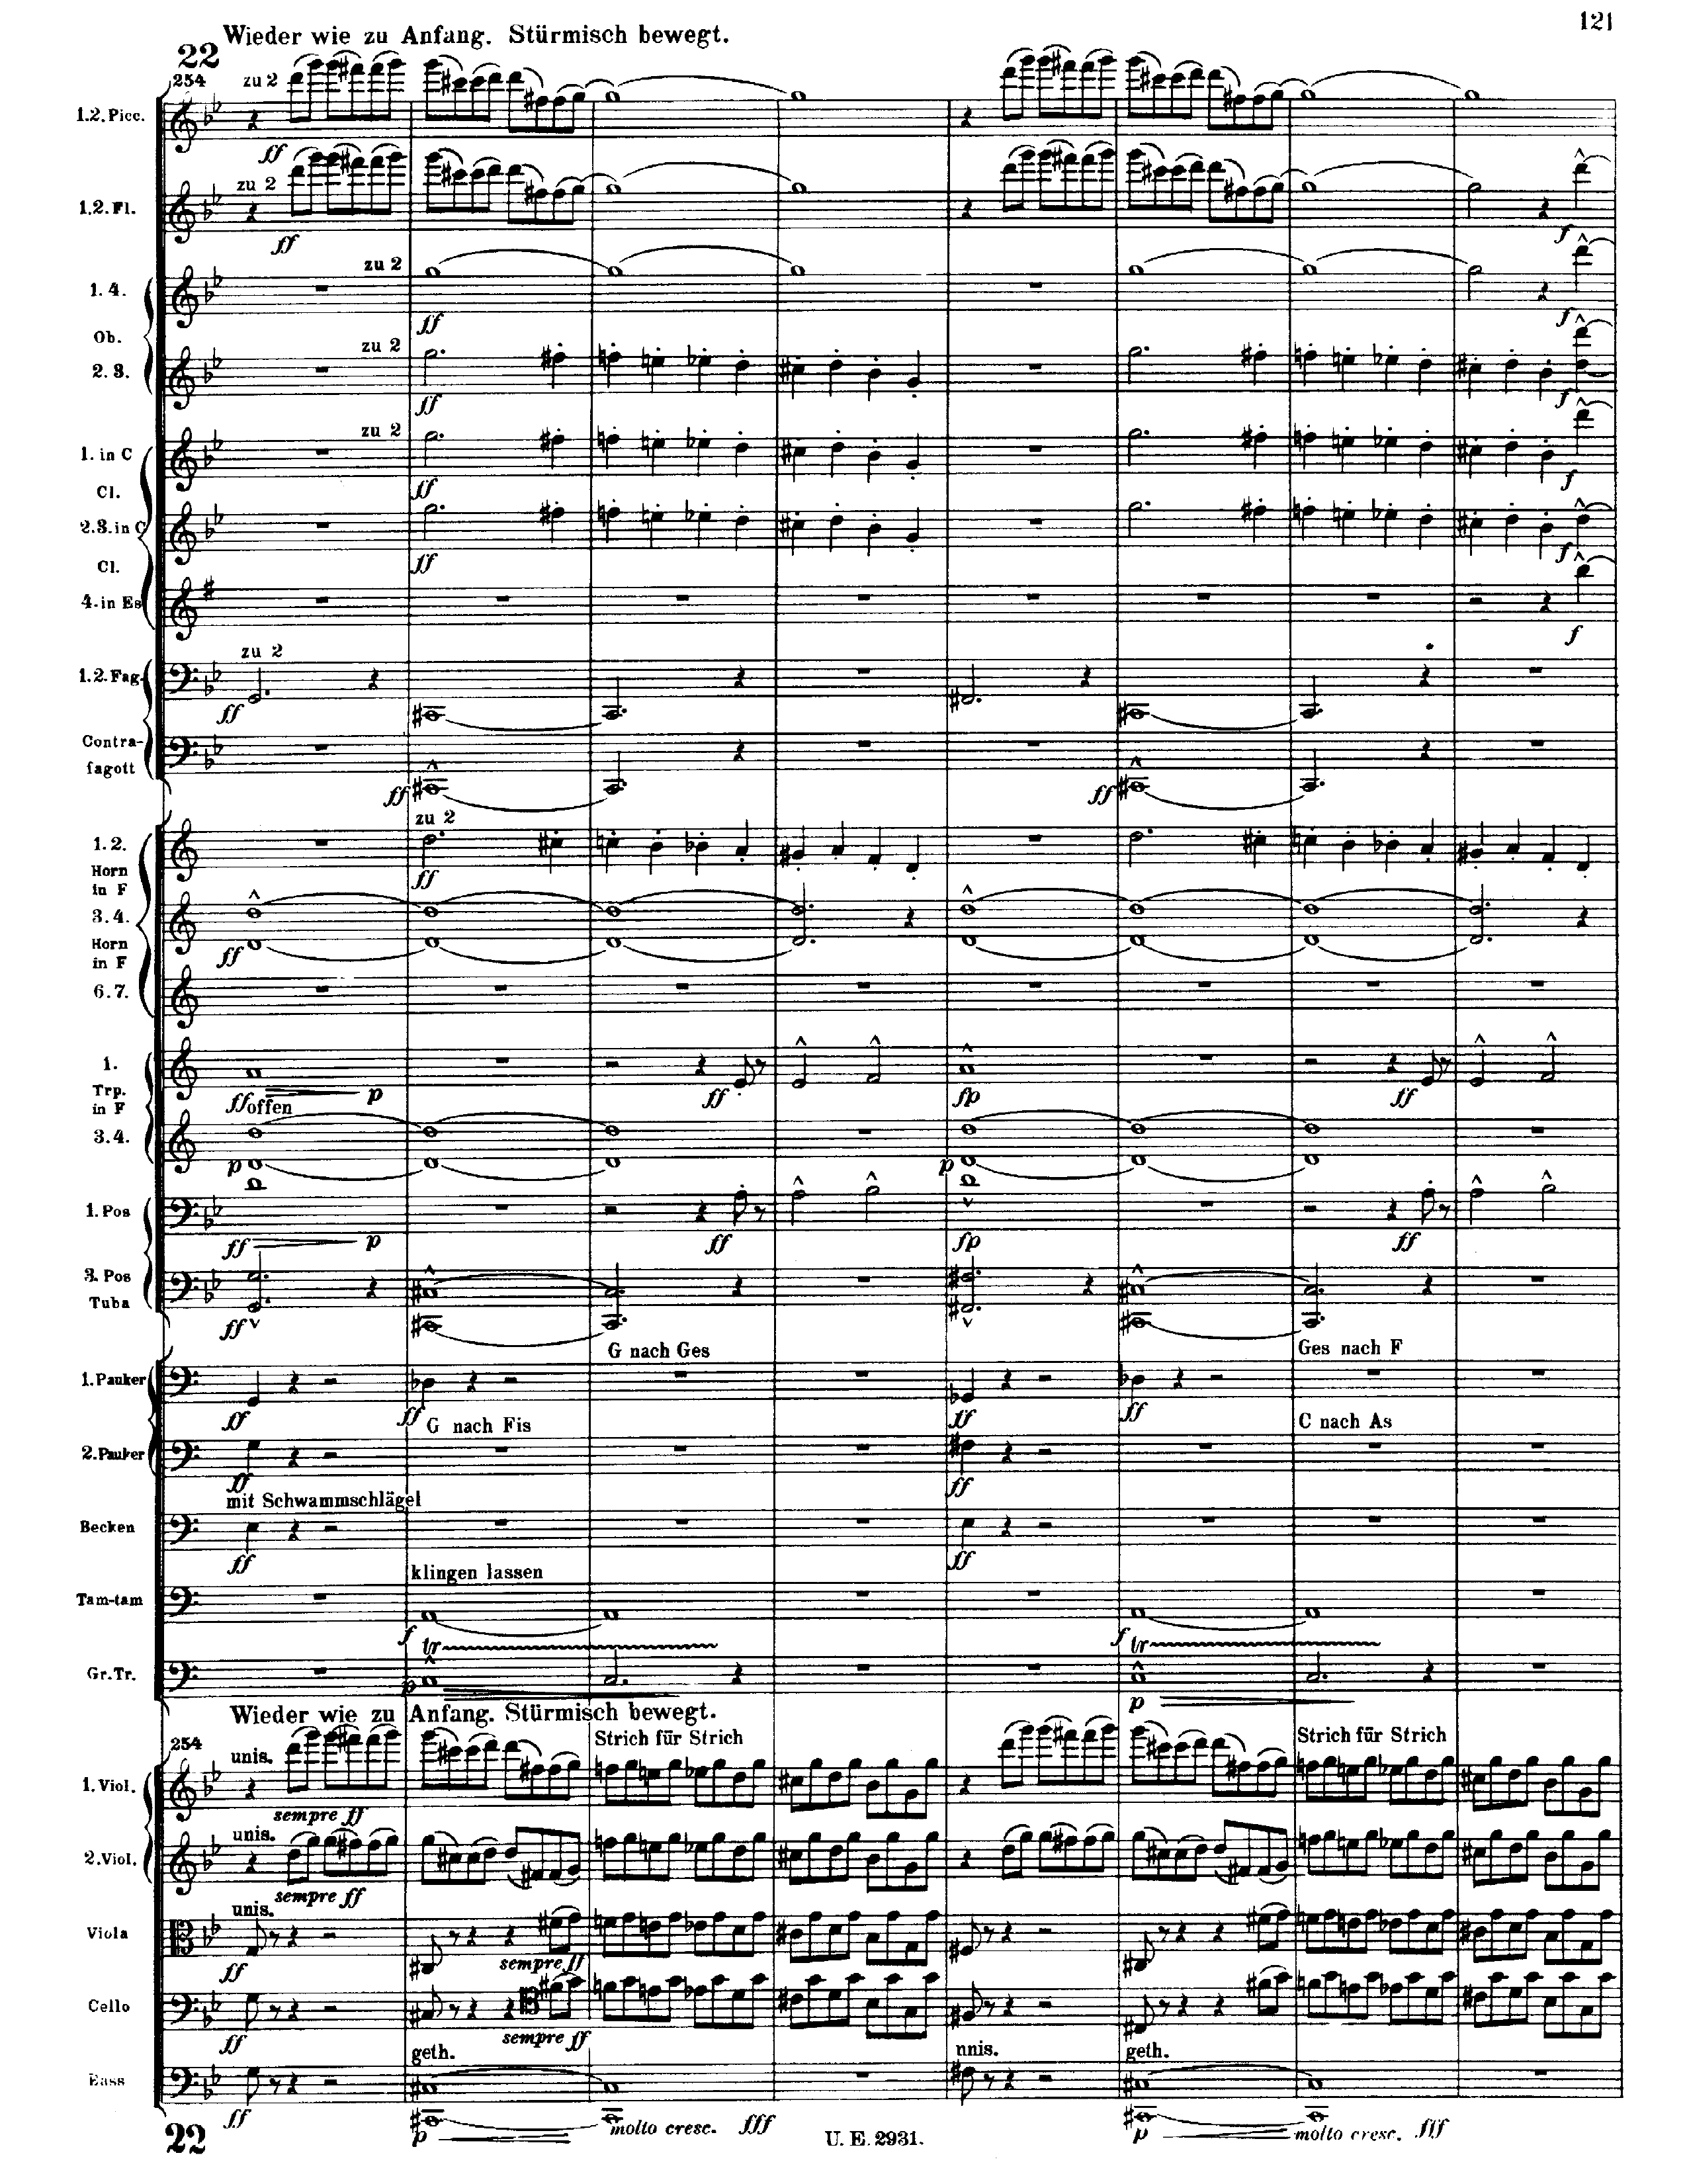 121
Wieder wie zu Anfang. Stürmisch bewegt.
22
254
zu 2
1.2. Picc.
ff
zu 2
1.2. Fl.
ff
f
zu 2
1. 4.
ff
f
Ob.
zu 2
2. 3.
ff
f
zu 2
1. in C
ff
f
Cl.
2.3. in C
ff
f
Cl.
4. in Es
f
zu 2
1.2. Fag.
ff
Contra-
fagott
ff
ff
zu 2
1. 2.
ff
Horn
in F
3. 4.
ff
Horn
in F
6. 7.
1.
Trp.
in F
ff
p
ff
fp
ff
offen
3. 4.
p
p
1. Pos
ff
p
ff
fp
ff
3. Pos
Tuba
ff
G nach Ges
Ges nach F
1. Pauker
ff
ff
ff
ff
G nach Fis
C nach As
2. Pauker
ff
ff
mit Schwammschlägel
Becken
ff
ff
klingen lassen
Tam-tam
f
f
tr
tr
Gr. Tr.
p
p
Wieder wie zu Anfang. Stürmisch bewegt.
254
unis.
Strich für Strich
Strich für Strich
1. Viol.
sempre ff
unis.
2. Viol.
sempre ff
unis.
Viola
ff
sempre ff
Cello
ff
sempre ff
geth.
unis.
geth.
Bass
ff
p
molto cresc.
fff
p
molto cresc.
fff
22
U. E. 2931.